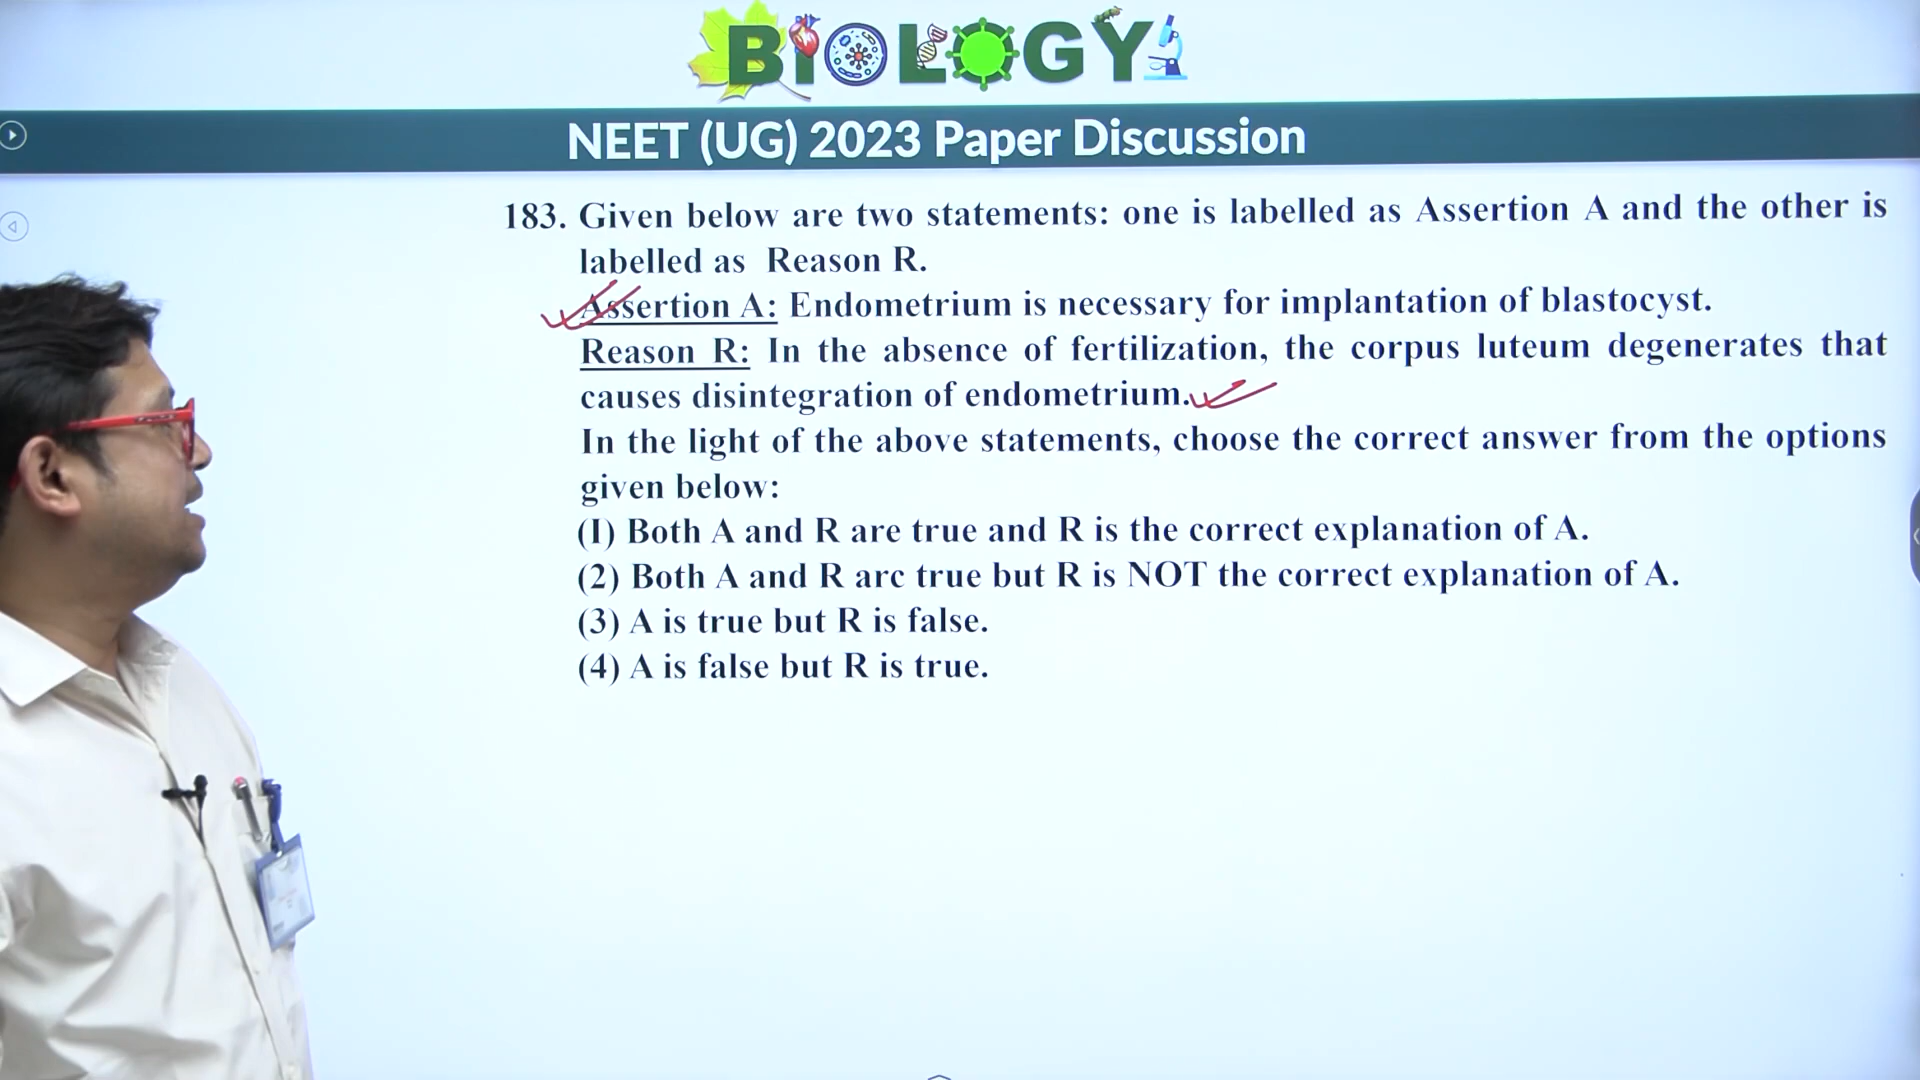 BIOLOGY
NEET (UG) 2023 Paper Discussion
183. Given below are two statements: one is labelled as Assertion A and the other is
labelled as Reason R.
Assertion A: Endometrium is necessary for implantation of blastocyst.
Reason R: In the absence of fertilization, the corpus luteum degenerates that
causes disintegration of endometrium.
In the light of the above statements, choose the correct answer from the options
given below:
(I) Both A and R are true and R is the correct explanation of A.
(2) Both A and R arc true but R is NOT the correct explanation of A.
(3) A is true but R is false.
(4) A is false but R is true.